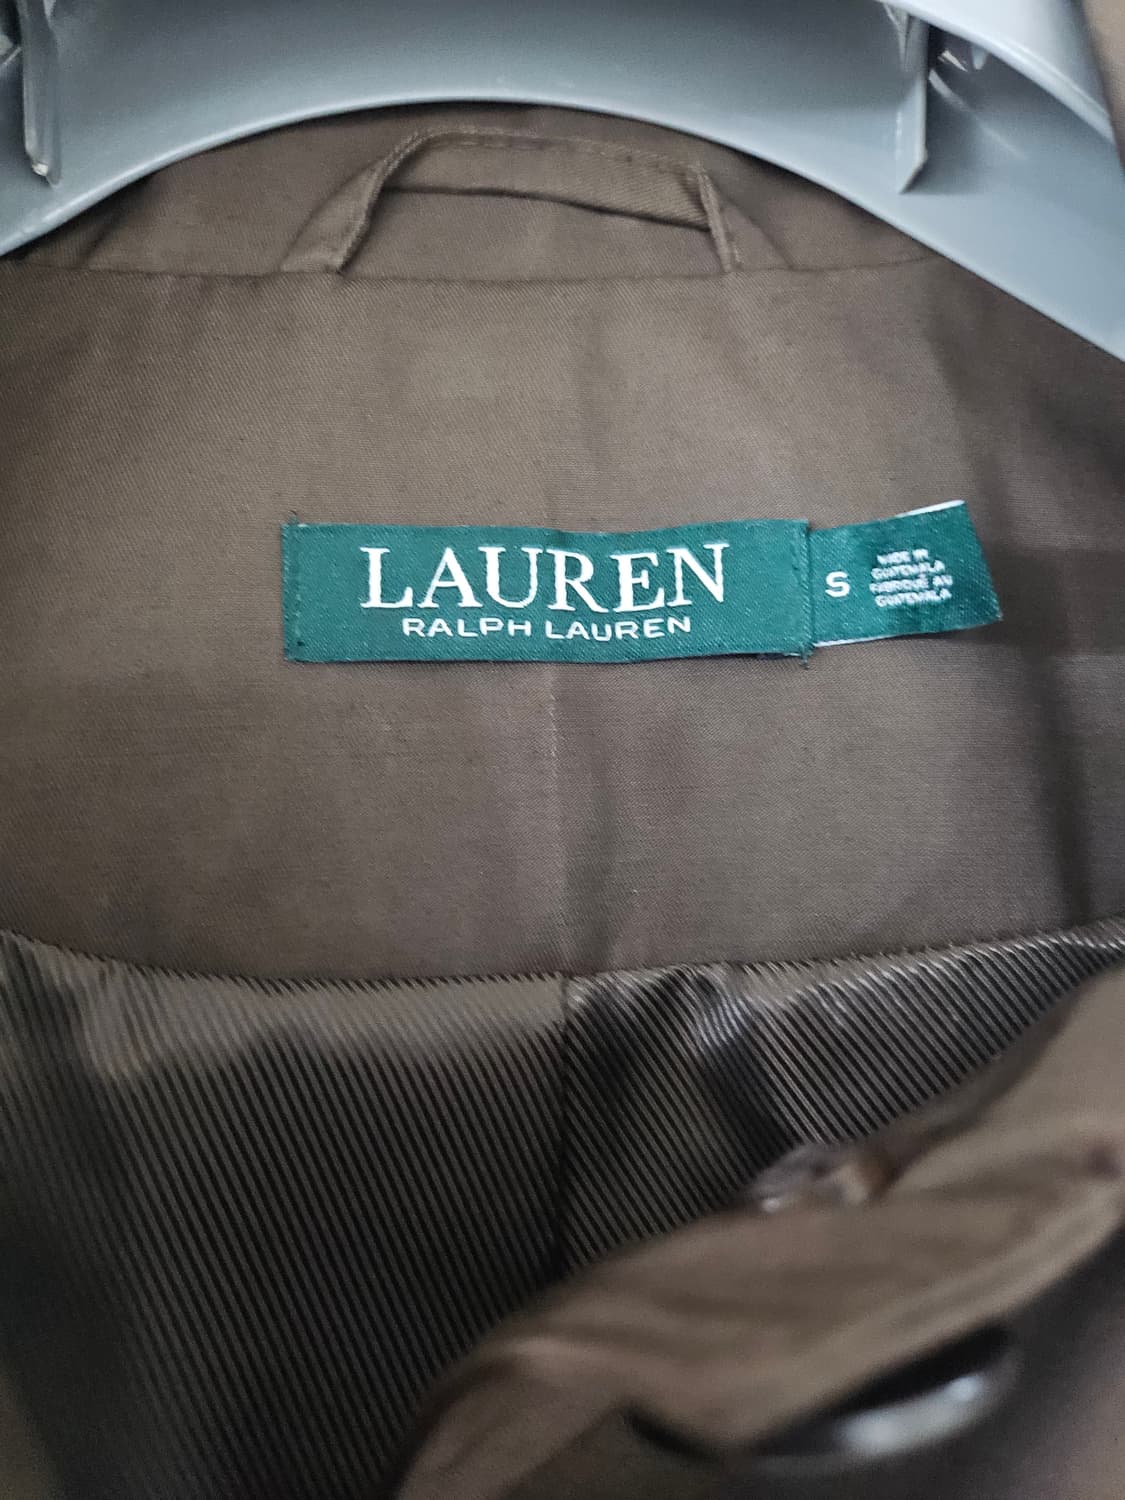 LAUREN
RALPH LAUREN
S
MADE IN
GUATEMALA
FABRIQUÉ AU
GUATEMALA